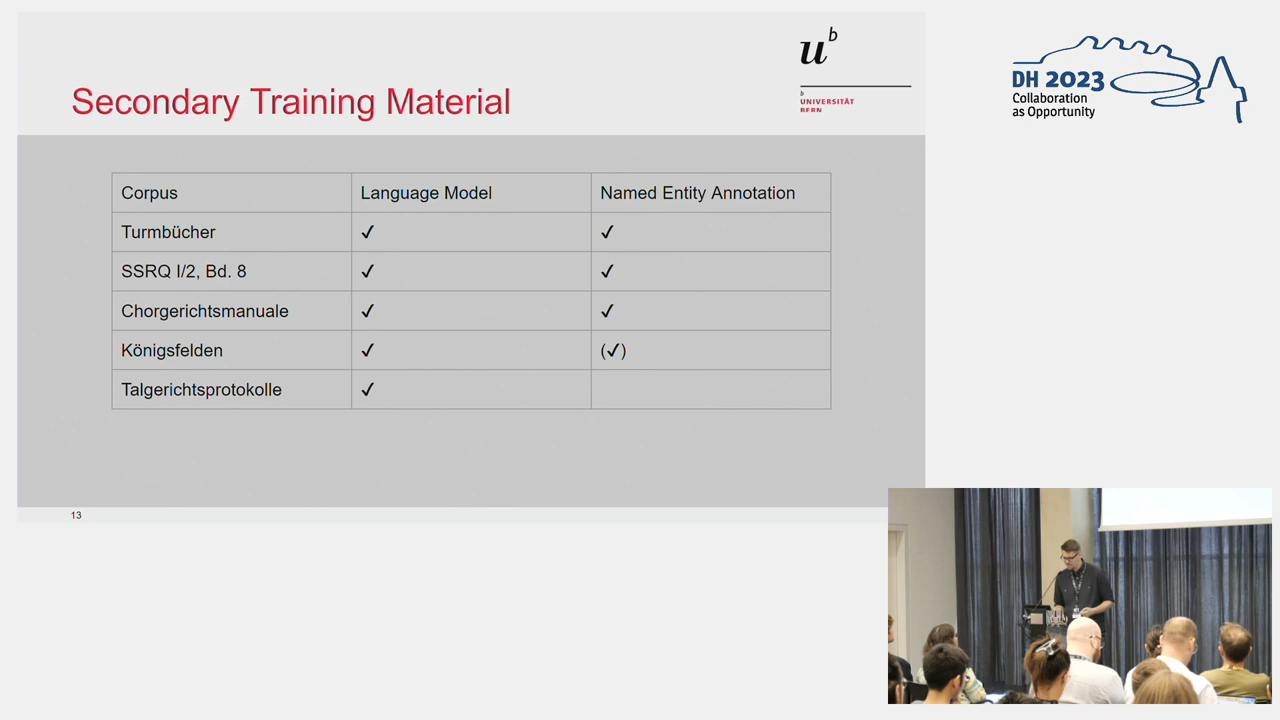 Secondary Training Material
u b
b
UNIVERSITÄT
BERN
DH 2023
Collaboration
as Opportunity
Corpus Language Model Named Entity Annotation
Turmbücher ✓ ✓
SSRQ I/2, Bd. 8 ✓ ✓
Chorgerichtsmanuale ✓ ✓
Königsfelden ✓ (✓)
Talgerichtsprotokolle ✓
13